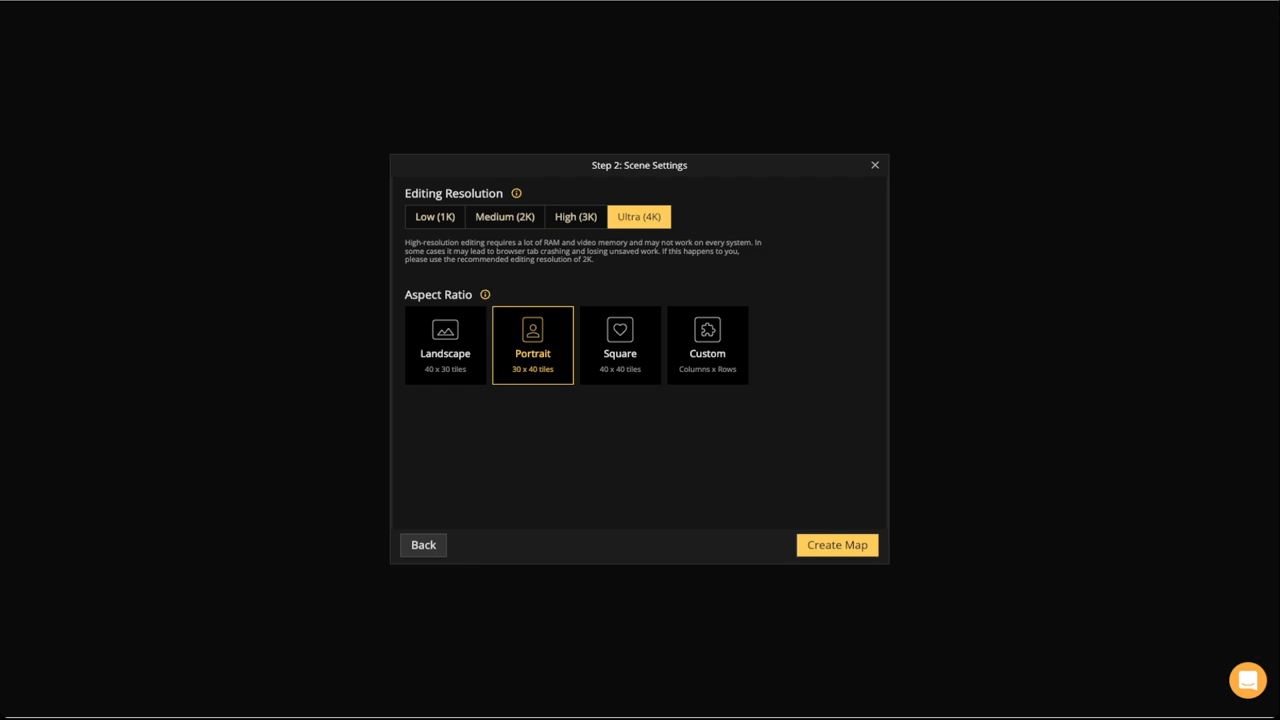 Step 2: Scene Settings
Editing Resolution
Low (1K) Medium (2K) High (3K) Ultra (4K)
High-resolution editing requires a lot of RAM and video memory and may not work on every system. In
some cases it may lead to browser tab crashing and losing unsaved work. If this happens to you,
please use the recommended editing resolution of 2K.
Aspect Ratio
Landscape Portrait Square Custom
40 x 30 tiles 30 x 40 tiles 40 x 40 tiles Columns x Rows
Back Create Map